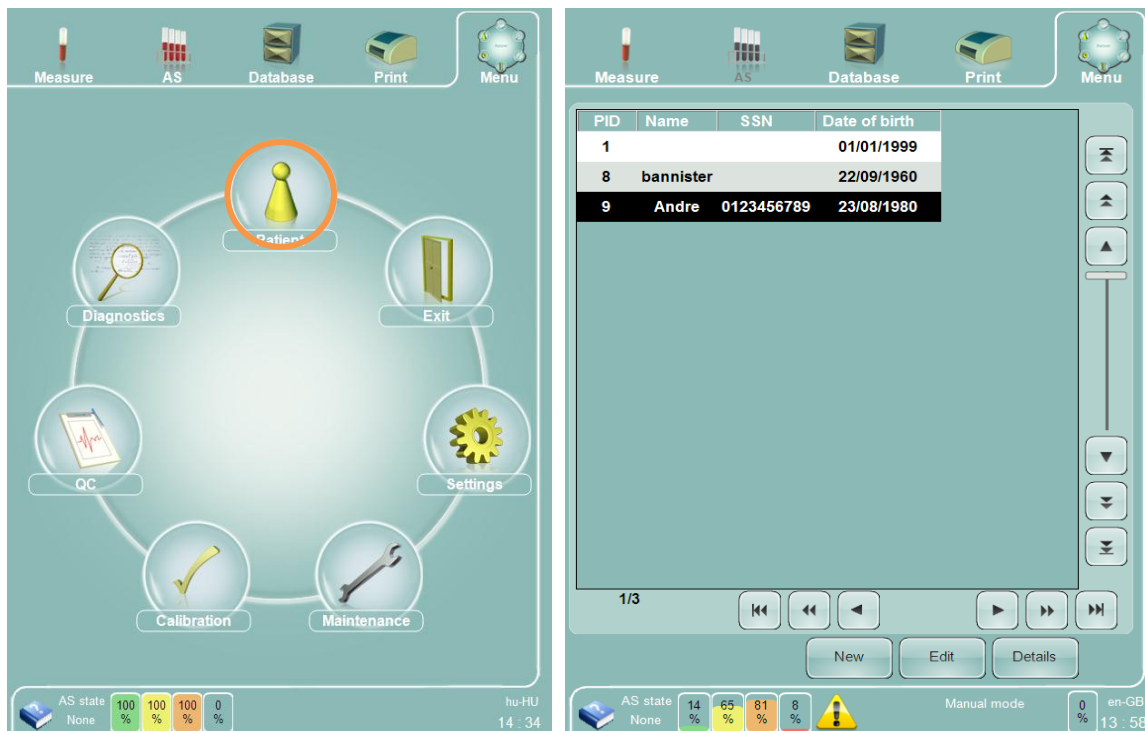 Measure AS Database Print Menu
Patient
Diagnostics Exit
QC Settings
Calibration Maintenance
AS state 100 100 100 0 hu-HU
None % % % % 14 : 34
Measure AS Database Print Menu
PID Name SSN Date of birth
1 01/01/1999
8 bannister 22/09/1960
9 Andre 0123456789 23/08/1980
1/3
New Edit Details
AS state 14 65 81 8 Manual mode 0 en-GB
None % % % % % 13 : 58